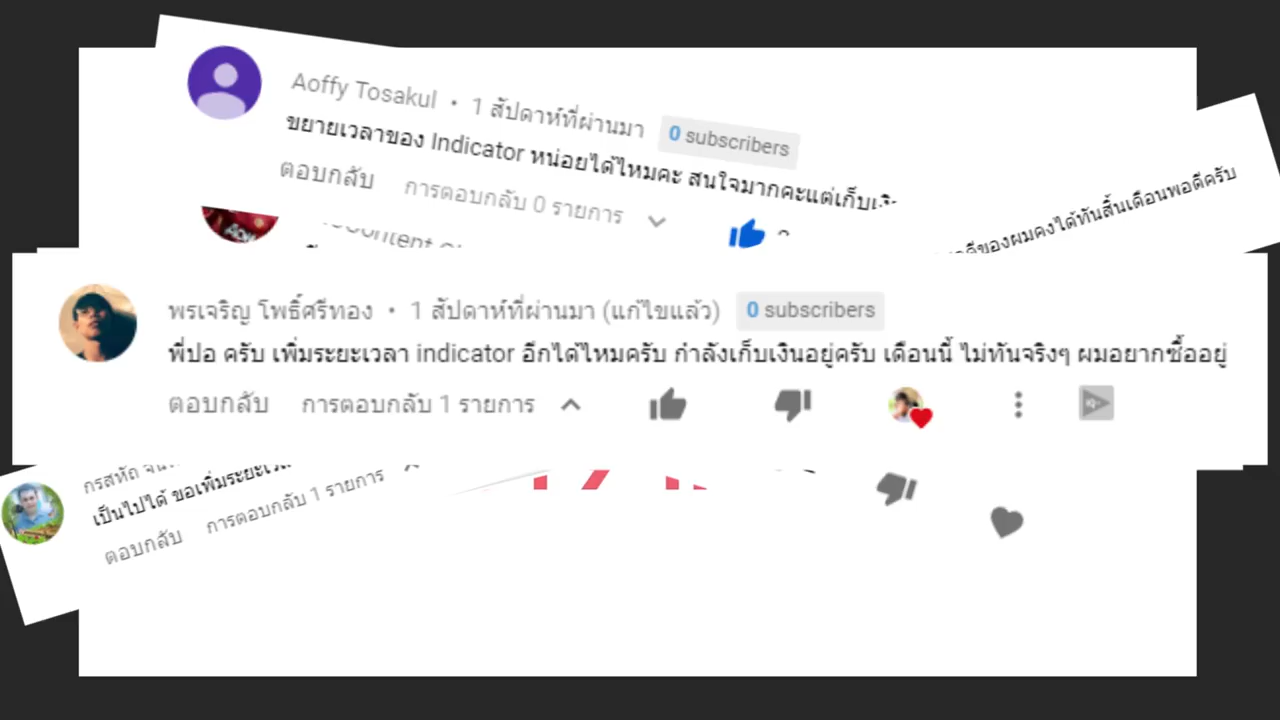 Aoffy Tosakul • 1 สัปดาห์ที่ผ่านมา 0 subscribers
ขยายเวลาของ Indicator หน่อยได้ไหมคะ สนใจมากคะแต่เก็บ
ตอบกลับ การตอบกลับ 0 รายการ
ของผมคงได้ทันสิ้นเดือนพอดีครับ
พรเจริญ โพธิ์ศรีทอง • 1 สัปดาห์ที่ผ่านมา (แก้ไขแล้ว) 0 subscribers
พี่ปอ ครับ เพิ่มระยะเวลา indicator อีกได้ไหมครับ กำลังเก็บเงินอยู่ครับ เดือนนี้ ไม่ทันจริงๆ ผมอยากซื้ออยู่
ตอบกลับ การตอบกลับ 1 รายการ
เป็นไปได้ ขอเพิ่มระยะเวลา
ตอบกลับ การตอบกลับ 1 รายการ